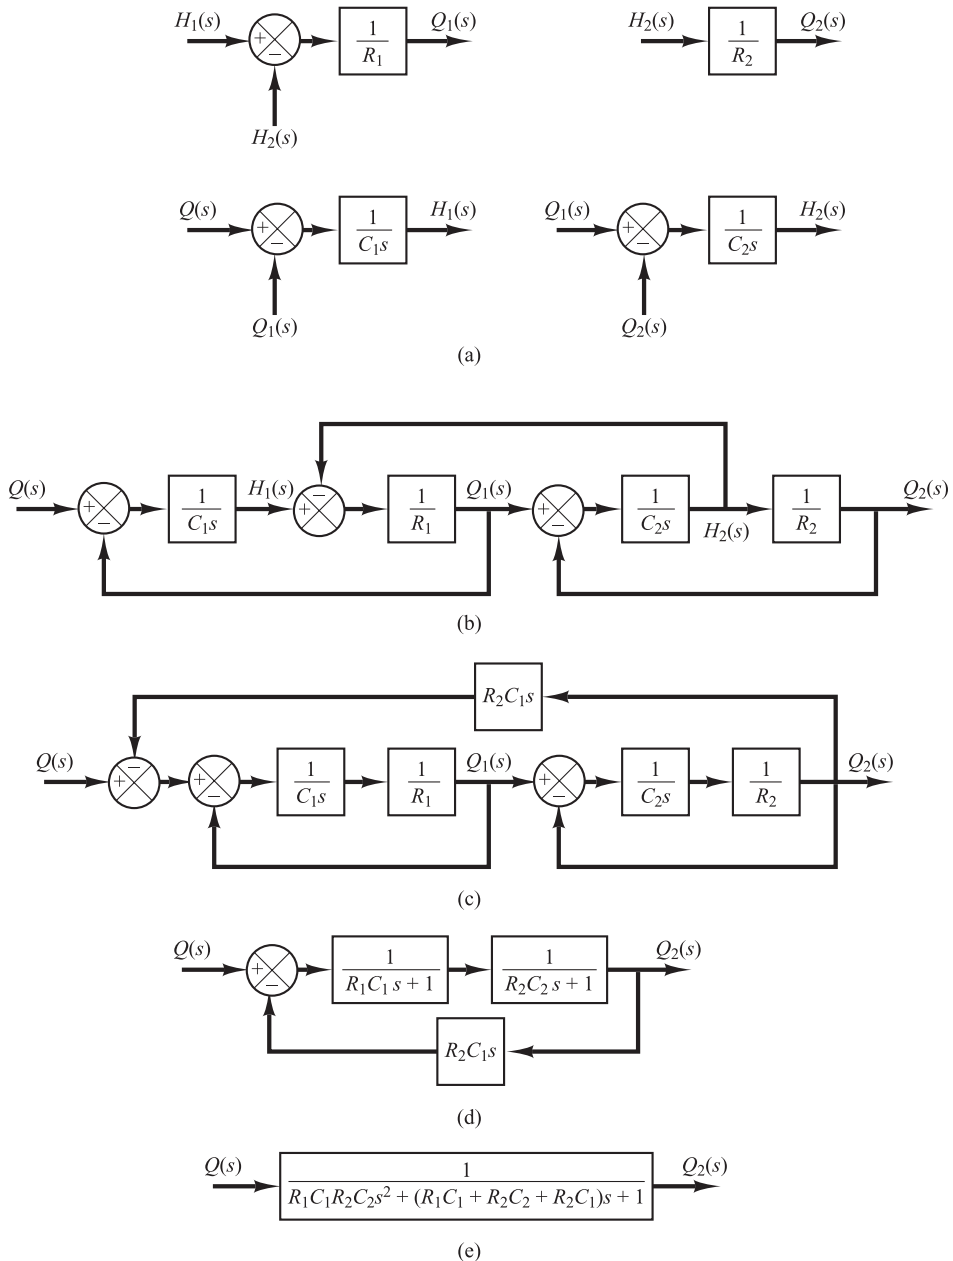 H₁(s) + − 1/R₁ Q₁(s)
H₂(s)
H₂(s) 1/R₂ Q₂(s)
Q(s) + − 1/C₁s H₁(s)
Q₁(s)
Q₁(s) + − 1/C₂s H₂(s)
Q₂(s)
(a)
Q(s) + − 1/C₁s H₁(s) + − 1/R₁ Q₁(s) + − 1/C₂s H₂(s) 1/R₂ Q₂(s)
(b)
R₂C₁s
Q(s) + − + − 1/C₁s 1/R₁ Q₁(s) + − 1/C₂s 1/R₂ Q₂(s)
(c)
Q(s) + − 1/(R₁C₁ s + 1) 1/(R₂C₂ s + 1) Q₂(s)
R₂C₁s
(d)
Q(s) 1/(R₁C₁R₂C₂s² + (R₁C₁ + R₂C₂ + R₂C₁)s + 1) Q₂(s)
(e)